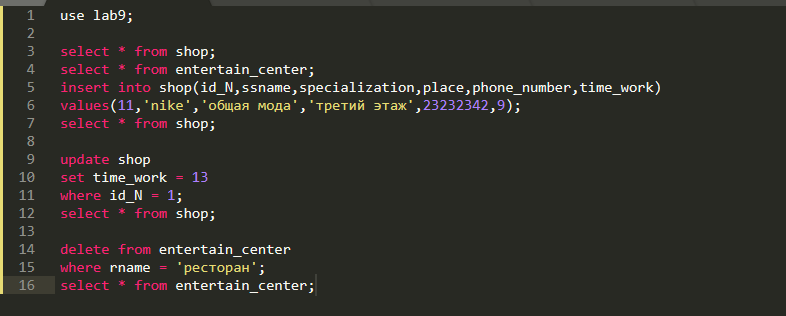 1 use lab9;
2
3 select * from shop;
4 select * from entertain_center;
5 insert into shop(id_N,ssname,specialization,place,phone_number,time_work)
6 values(11,'nike','общая мода','третий этаж',23232342,9);
7 select * from shop;
8
9 update shop
10 set time_work = 13
11 where id_N = 1;
12 select * from shop;
13
14 delete from entertain_center
15 where rname = 'ресторан';
16 select * from entertain_center;